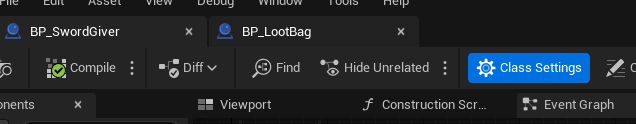 File Edit Asset View Debug Window Tools Help
BP_SwordGiver BP_LootBag
Compile Diff Find Hide Unrelated Class Settings
Viewport Construction Scr... Event Graph